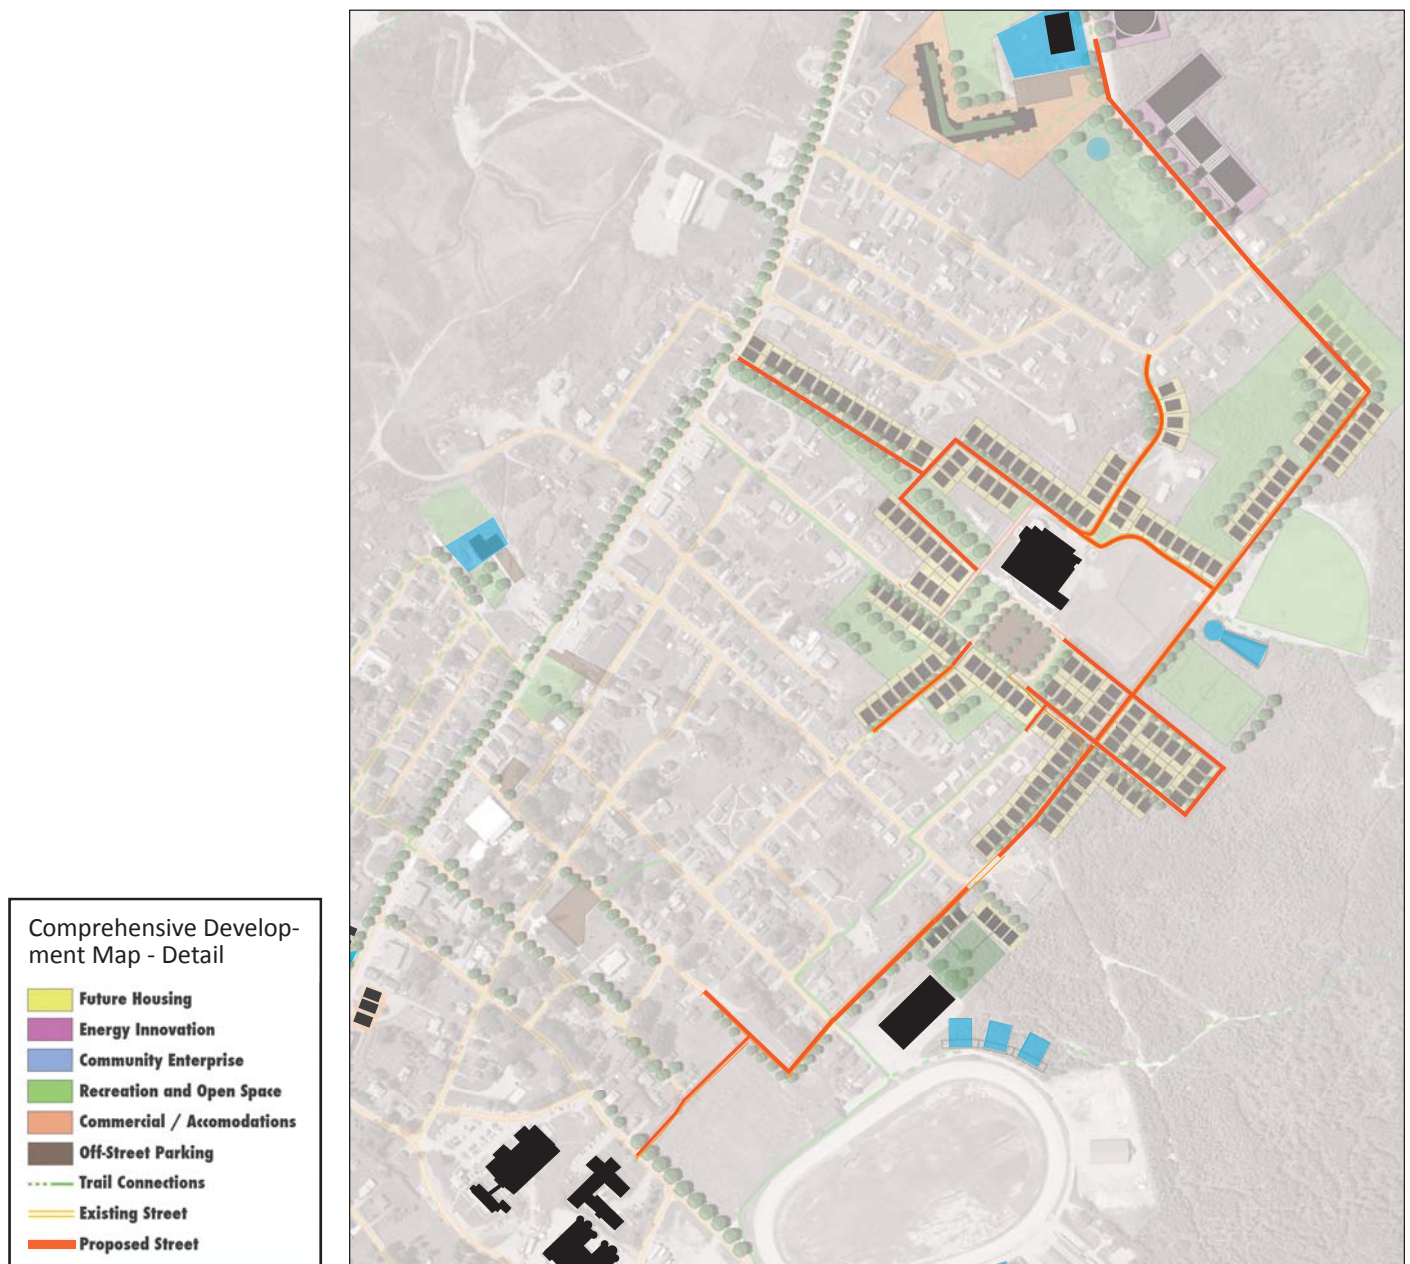 Comprehensive Develop-
ment Map - Detail
Future Housing
Energy Innovation
Community Enterprise
Recreation and Open Space
Commercial / Accomodations
Off-Street Parking
Trail Connections
Existing Street
Proposed Street